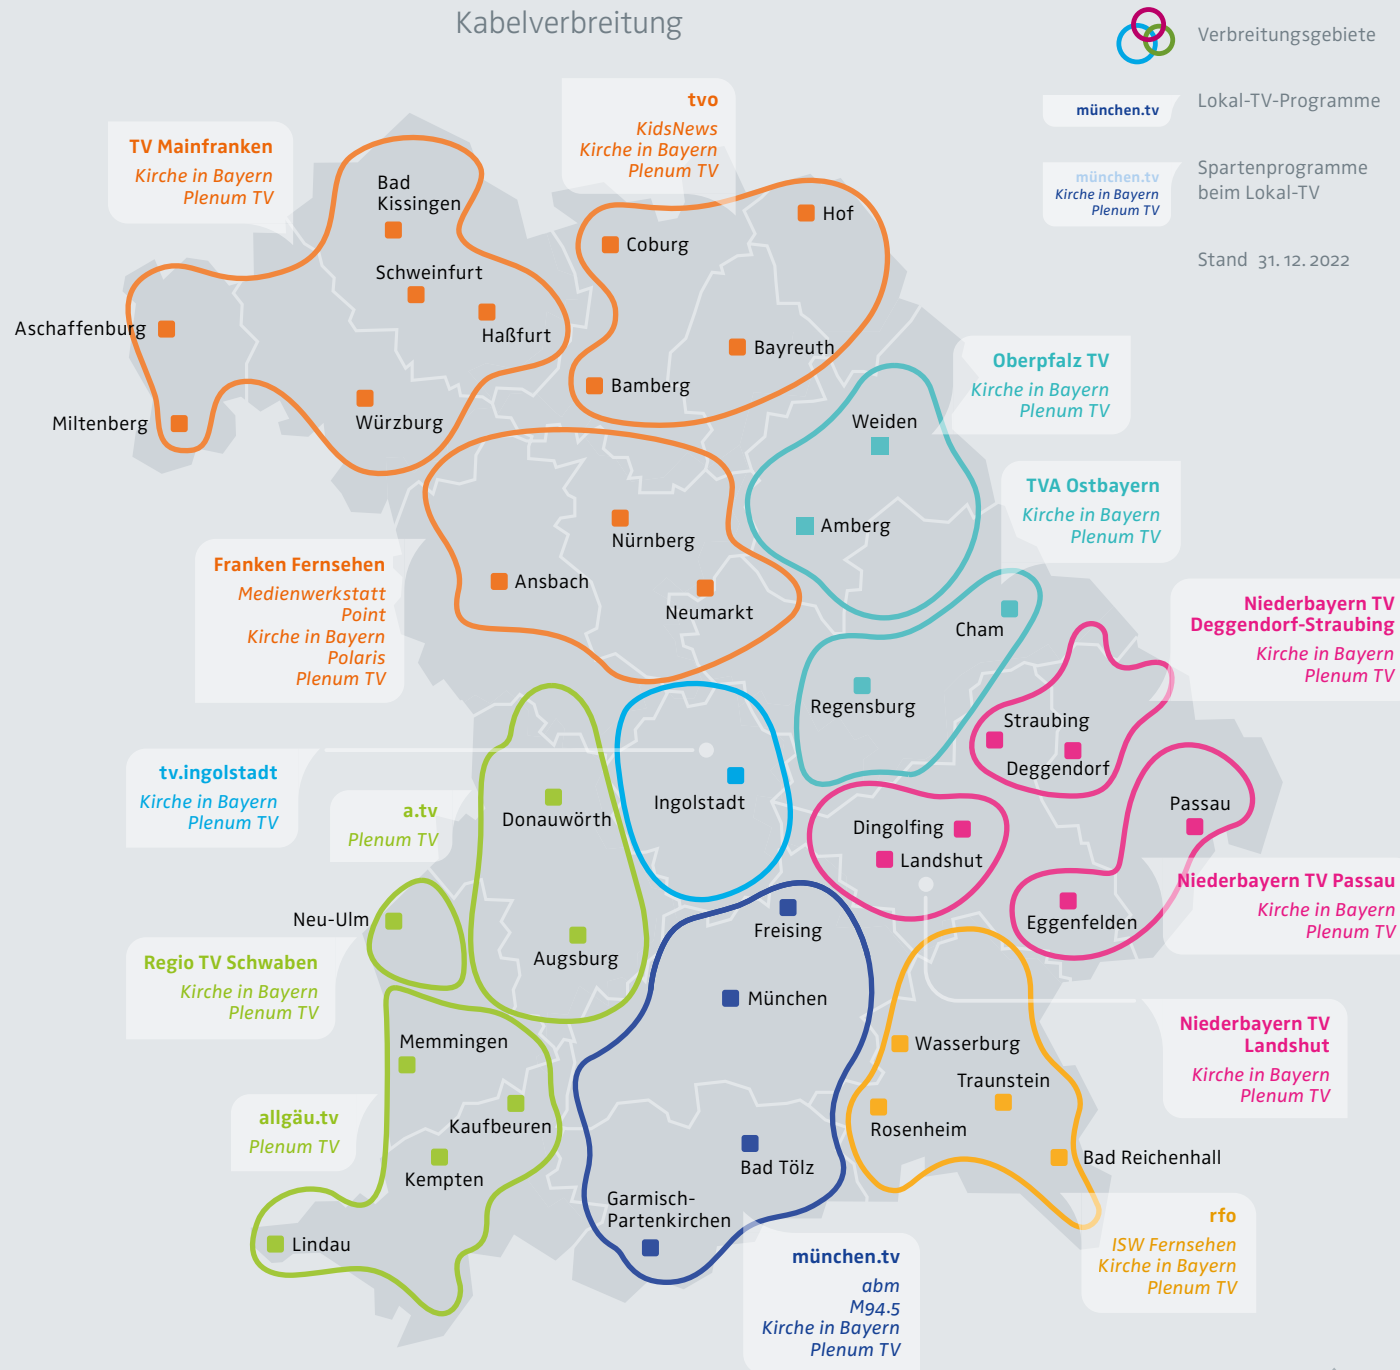 Kabelverbreitung
Verbreitungsgebiete
münchen.tv
Lokal-TV-Programme
münchen.tv
Kirche in Bayern
Plenum TV
Spartenprogramme
beim Lokal-TV
Stand 31. 12. 2022
TV Mainfranken
Kirche in Bayern
Plenum TV
tvo
KidsNews
Kirche in Bayern
Plenum TV
Bad
Kissingen
Schweinfurt
Haßfurt
Aschaffenburg
Miltenberg
Würzburg
Hof
Coburg
Bayreuth
Bamberg
Oberpfalz TV
Kirche in Bayern
Plenum TV
Weiden
Amberg
TVA Ostbayern
Kirche in Bayern
Plenum TV
Cham
Regensburg
Franken Fernsehen
Medienwerkstatt
Point
Kirche in Bayern
Polaris
Plenum TV
Nürnberg
Ansbach
Neumarkt
Niederbayern TV
Deggendorf-Straubing
Kirche in Bayern
Plenum TV
Straubing
Deggendorf
tv.ingolstadt
Kirche in Bayern
Plenum TV
Ingolstadt
a.tv
Plenum TV
Donauwörth
Augsburg
Dingolfing
Landshut
Passau
Eggenfelden
Niederbayern TV Passau
Kirche in Bayern
Plenum TV
Neu-Ulm
Regio TV Schwaben
Kirche in Bayern
Plenum TV
Freising
München
Bad Tölz
Garmisch-
Partenkirchen
Niederbayern TV
Landshut
Kirche in Bayern
Plenum TV
Wasserburg
Traunstein
Rosenheim
Bad Reichenhall
Memmingen
Kaufbeuren
Kempten
Lindau
allgäu.tv
Plenum TV
rfo
ISW Fernsehen
Kirche in Bayern
Plenum TV
münchen.tv
abm
M94.5
Kirche in Bayern
Plenum TV